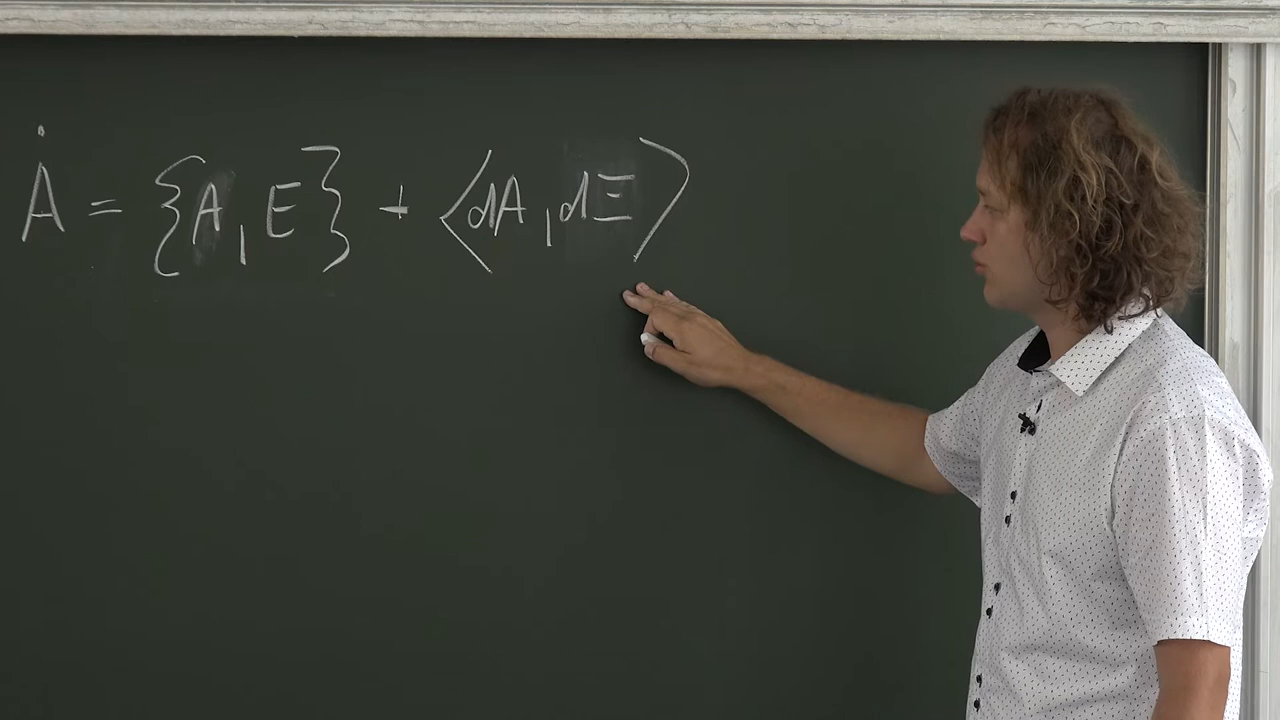 Ȧ = {A, E} + ⟨dA, dΞ⟩